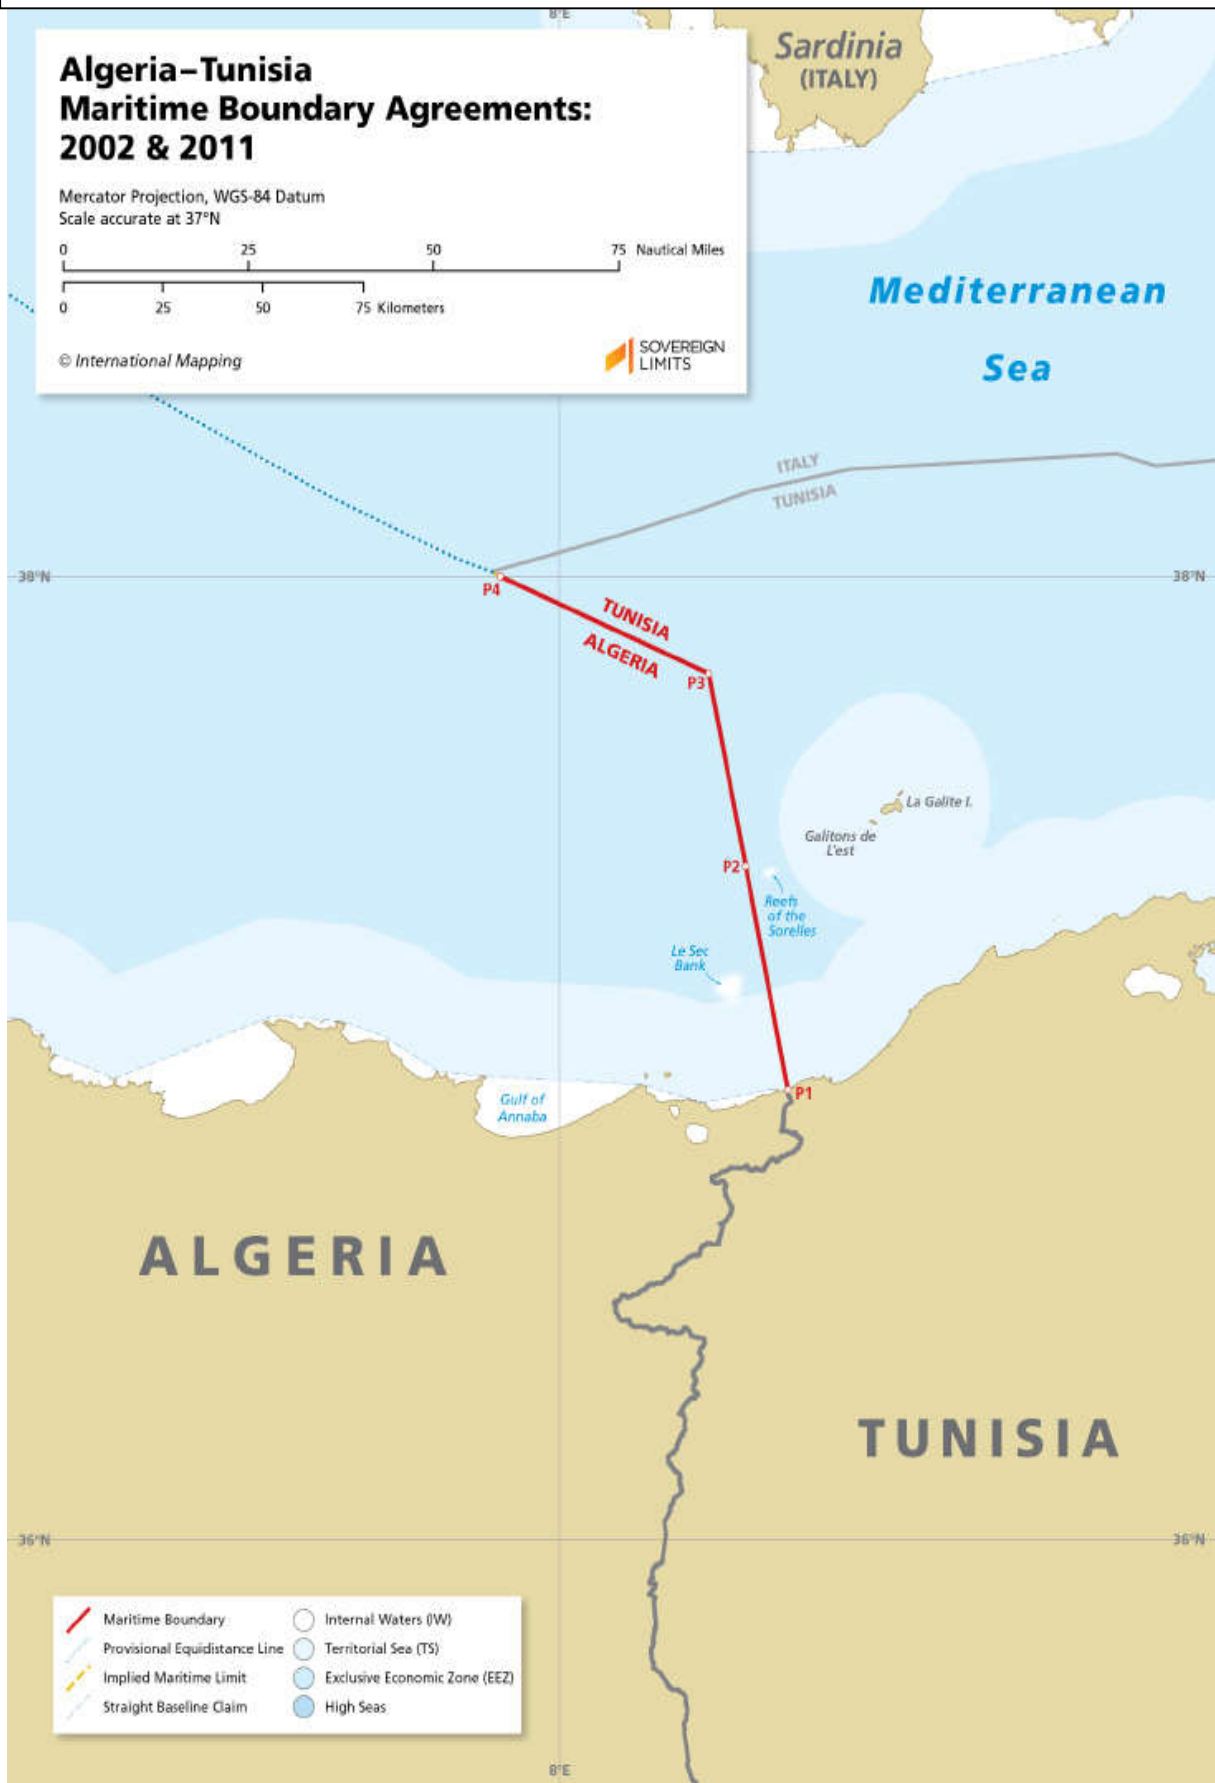 8°E
Sardinia
(ITALY)
Algeria–Tunisia
Maritime Boundary Agreements:
2002 & 2011
Mercator Projection, WGS-84 Datum
Scale accurate at 37°N
0 25 50 75 Nautical Miles
0 25 50 75 Kilometers
© International Mapping
SOVEREIGN
LIMITS
Mediterranean
Sea
ITALY
TUNISIA
38°N
38°N
P4
TUNISIA
ALGERIA
P3
La Galite I.
Galitons de
L'est
P2
Reefs
of the
Sorelles
Le Sec
Bank
P1
Gulf of
Annaba
ALGERIA
TUNISIA
36°N
36°N
Maritime Boundary
Provisional Equidistance Line
Implied Maritime Limit
Straight Baseline Claim
Internal Waters (IW)
Territorial Sea (TS)
Exclusive Economic Zone (EEZ)
High Seas
8°E